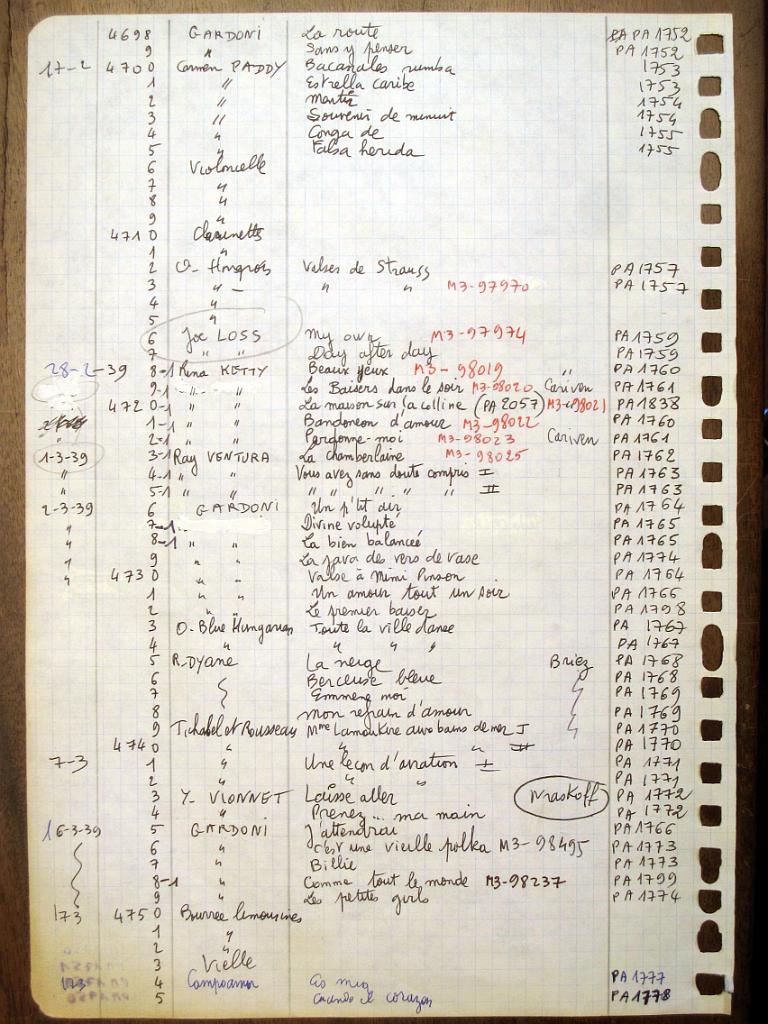 4698 GARDONI La route PA PA 1752
9 " Sans y penser PA 1752
17-2 4700 Carmen PADDY Bacanales rumba 1753
1 " Estrella caribe 1753
2 " 1754
3 " Souvenir de minuit 1754
4 " Conga de 1755
5 " Falsa herida 1755
6 Violoncelle
7 "
8 "
9 "
4710 Clarinette
1 "
2 O. Hongrois Valses de Strauss PA 1757
3 " " " M3-97970 PA 1757
4 "
5 "
6 Joe LOSS My own M3-97974 PA 1759
7 " " Day after day PA 1759
28-2-39 8-1 Rina KETTY Beaux yeux M3-98019 " PA 1760
9-1 " " Les Baisers dans le soir M3-98020 Cariven PA 1761
4720-1 " " La maison sur la colline (PA 2057) M3-98021 PA 1838
1-1 " " Bandoneon d'amour M3-98022 PA 1760
" 2-1 " " Pardonne-moi M3-98023 Cariven PA 1761
1-3-39 3-1 Ray VENTURA La chamberlaine M3-98025 PA 1762
" 4-1 " " Vous avez sans doute compris I PA 1763
" 5-1 " " " " " " " II PA 1763
2-3-39 6 GARDONI Un p'tit air PA 1764
" 7-1 Divine volupté PA 1765
" 8-1 " " La bien balancée PA 1765
" 9 " " La java des vers de vase PA 1774
" 4730 " " Valse à Mimi Pinson PA 1764
1 " " Un amour tout un soir PA 1766
2 " Le premier baiser PA 1798
3 O. Blue Hungarian Toute la ville danse PA 1767
4 " " " " PA 1767
5 R. Dyane La neige Briez PA 1768
6 Berceuse bleue PA 1768
7 Emmène moi PA 1769
8 Mon refrain d'amour PA 1769
9 Tichabel et Rousseau Mme Lamoukère aux bains de mer I PA 1770
4740 " " " II PA 1770
7-3 1 " Une leçon d'aviation I PA 1771
2 " " " PA 1771
3 Y. VIONNET Laisse aller Wraskoff PA 1772
4 " Prenez... ma main PA 1772
16-3-39 5 GARDONI J'attendrai PA 1766
6 " C'est une vieille polka M3-98495 PA 1773
7 " Billie PA 1773
8-1 " Comme tout le monde M3-98237 PA 1799
9 " Les petites girls PA 1774
173 4750 Bourrée limousines
1 "
2 "
3 Vielle
4 Campoamor PA 1777
5 Cuando el corazon PA 1778